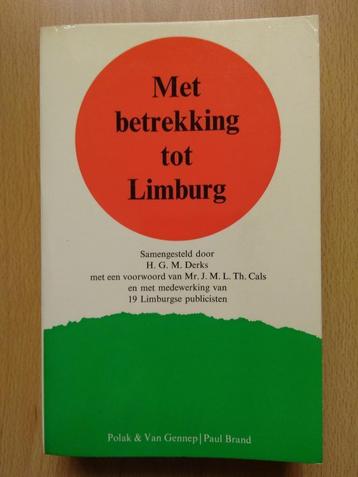 Met
betrekking
tot
Limburg
Samengesteld door
H. G. M. Derks
met een voorwoord van Mr. J. M. L. Th. Cals
en met medewerking van
19 Limburgse publicisten
Polak & Van Gennep | Paul Brand